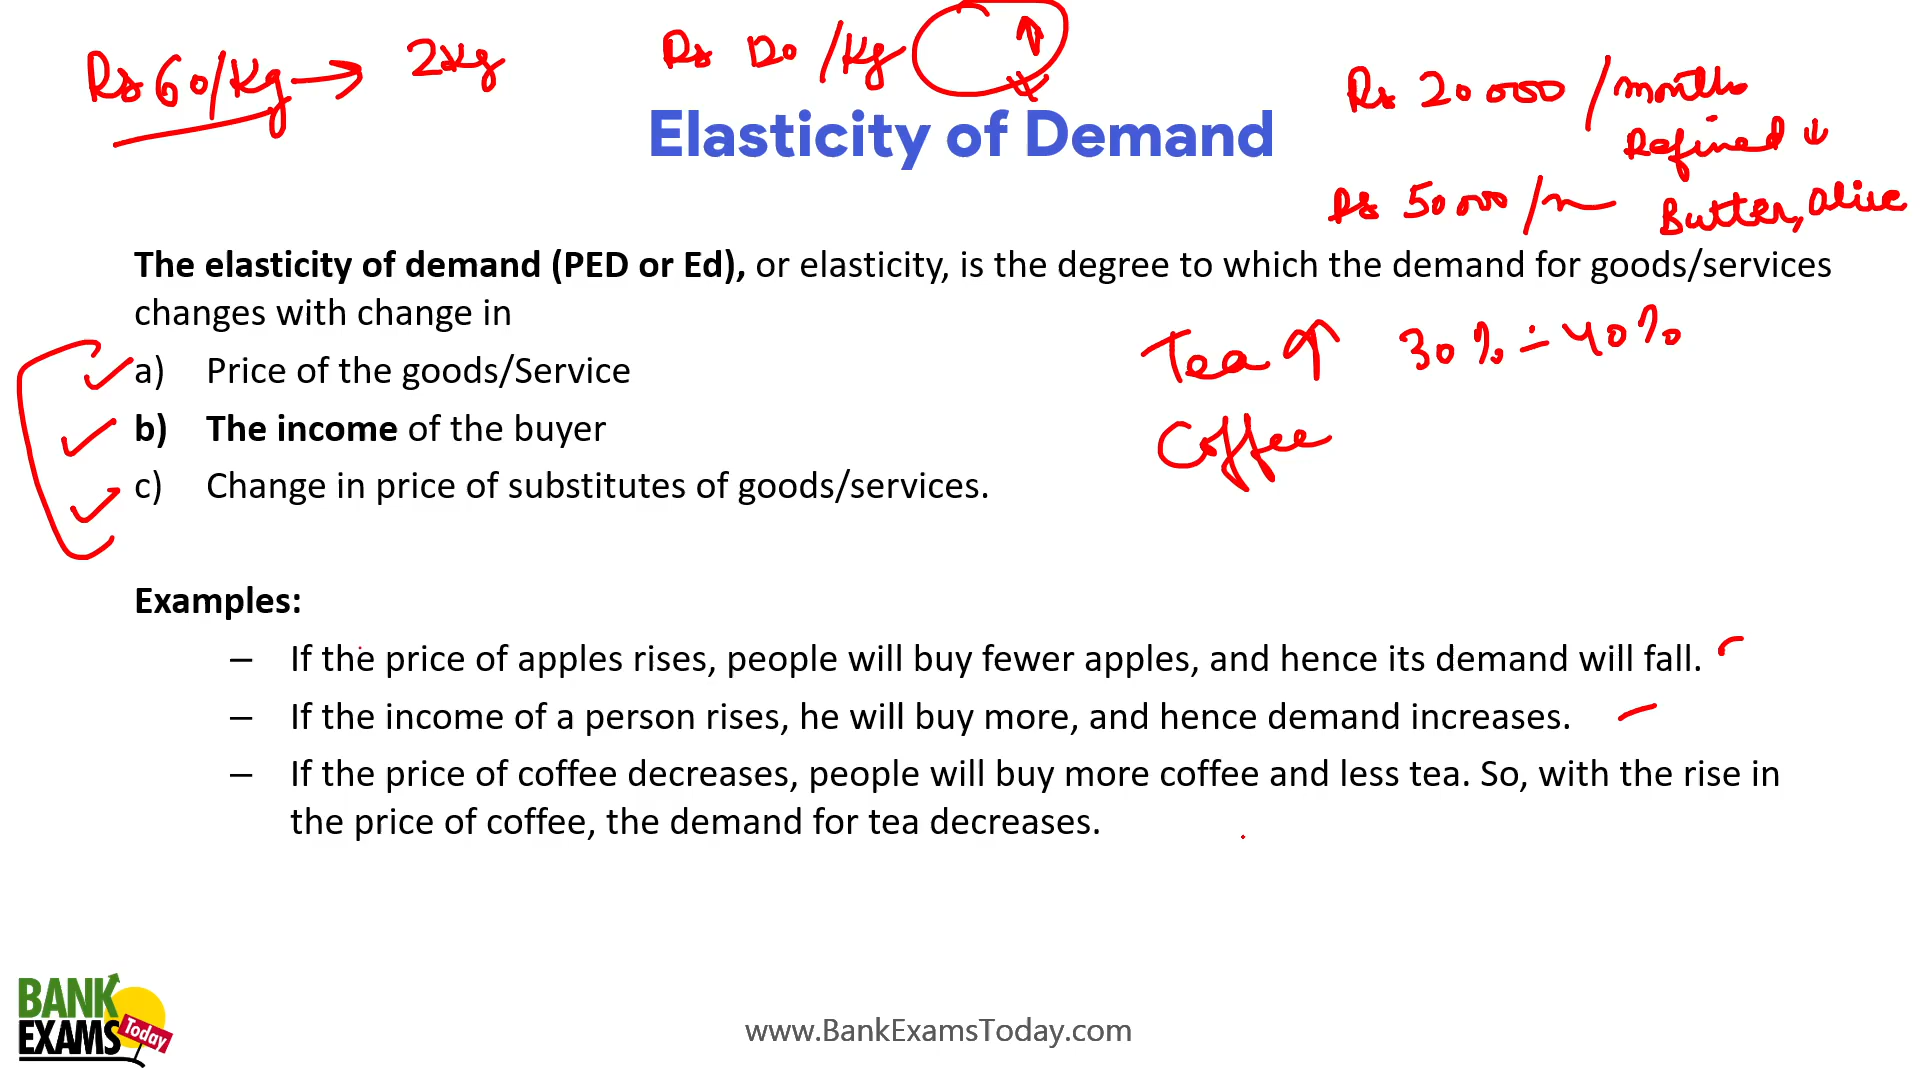 Rs 60/kg → 2kg
Rs 120/kg ↑
Rs 20000/months
Refined ↓
Rs 50000/m
Butter, olive
Elasticity of Demand
The elasticity of demand (PED or Ed), or elasticity, is the degree to which the demand for goods/services
changes with change in
Tea ↑ 30% - 40%
a) Price of the goods/Service
b) The income of the buyer
Coffee
c) Change in price of substitutes of goods/services.
Examples:
– If the price of apples rises, people will buy fewer apples, and hence its demand will fall.
– If the income of a person rises, he will buy more, and hence demand increases.
– If the price of coffee decreases, people will buy more coffee and less tea. So, with the rise in
the price of coffee, the demand for tea decreases.
BANK
EXAMS
Today
www.BankExamsToday.com